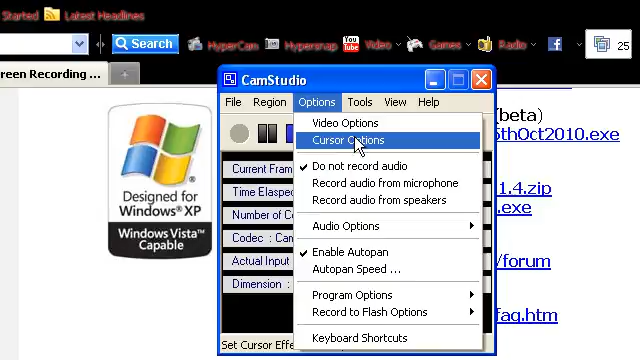 Started Latest Headlines
Search HyperCam Hypersnap You Tube Video Games Radio 25
reen Recording ...
CamStudio
File Region Options Tools View Help
Video Options
Cursor Options
Do not record audio
Record audio from microphone
Record audio from speakers
Audio Options
Enable Autopan
Autopan Speed ...
Program Options
Record to Flash Options
Keyboard Shortcuts
Current Fram
Time Elaspe
Number of C
Codec : Cam
Actual Input
Dimension :
Set Cursor Effe
Designed for
Windows® XP
Windows Vista™
Capable
(beta)
5thOct2010.exe
1.4.zip
.exe
/forum
faq.htm